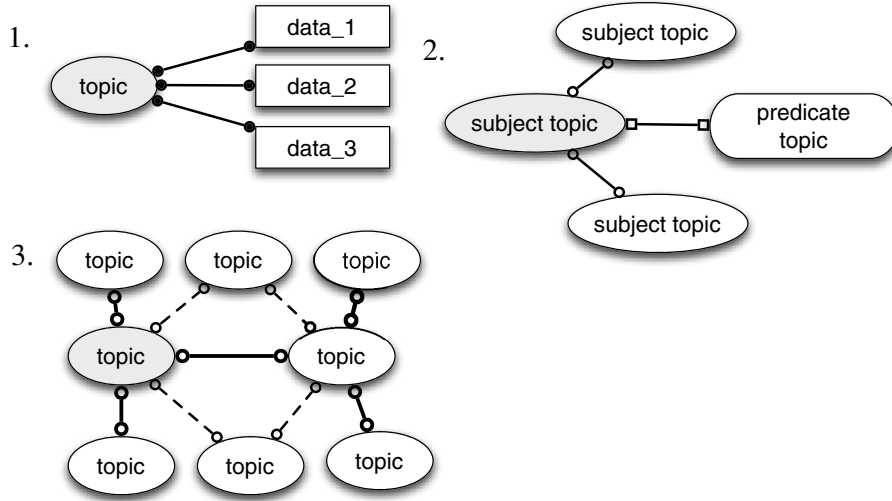 1.
data_1
topic
data_2
data_3
2.
subject topic
subject topic
predicate
topic
subject topic
3.
topic
topic
topic
topic
topic
topic
topic
topic